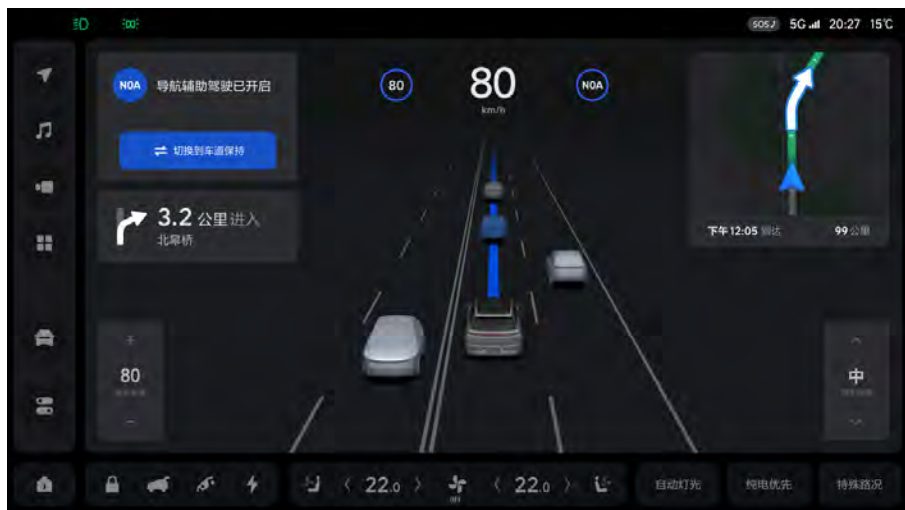 SOS 5G 20:27 15℃
NOA 导航辅助驾驶已开启
切换到车道保持
80
80
km/h
NOA
3.2 公里进入
北皋桥
下午12:05 到达 99公里
+
80
-
中
22.0
OFF
22.0
自动灯光
纯电优先
特殊路况